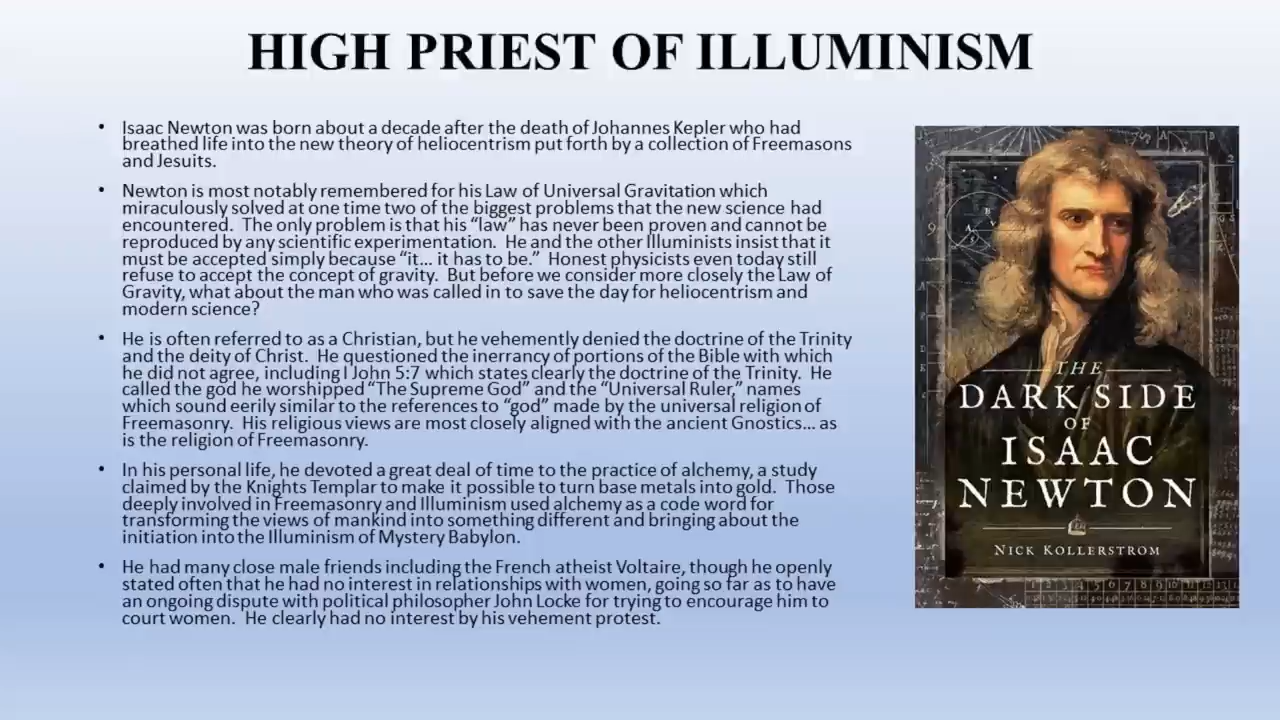 HIGH PRIEST OF ILLUMINISM
• Isaac Newton was born about a decade after the death of Johannes Kepler who had
breathed life into the new theory of heliocentrism put forth by a collection of Freemasons
and Jesuits.
• Newton is most notably remembered for his Law of Universal Gravitation which
miraculously solved at one time two of the biggest problems that the new science had
encountered.  The only problem is that his “law” has never been proven and cannot be
reproduced by any scientific experimentation.  He and the other Illuminists insist that it
must be accepted simply because “it… it has to be.”  Honest physicists even today still
refuse to accept the concept of gravity.  But before we consider more closely the Law of
Gravity, what about the man who was called in to save the day for heliocentrism and
modern science?
• He is often referred to as a Christian, but he vehemently denied the doctrine of the Trinity
and the deity of Christ.  He questioned the inerrancy of portions of the Bible with which
he did not agree, including I John 5:7 which states clearly the doctrine of the Trinity.  He
called the god he worshipped “The Supreme God” and the “Universal Ruler,” names
which sound eerily similar to the references to “god” made by the universal religion of
Freemasonry.  His religious views are most closely aligned with the ancient Gnostics… as
is the religion of Freemasonry.
• In his personal life, he devoted a great deal of time to the practice of alchemy, a study
claimed by the Knights Templar to make it possible to turn base metals into gold.  Those
deeply involved in Freemasonry and Illuminism used alchemy as a code word for
transforming the views of mankind into something different and bringing about the
initiation into the Illuminism of Mystery Babylon.
• He had many close male friends including the French atheist Voltaire, though he openly
stated often that he had no interest in relationships with women, going so far as to have
an ongoing dispute with political philosopher John Locke for trying to encourage him to
court women.  He clearly had no interest by his vehement protest.
THE
DARK SIDE
OF
ISAAC
NEWTON
NICK KOLLERSTROM